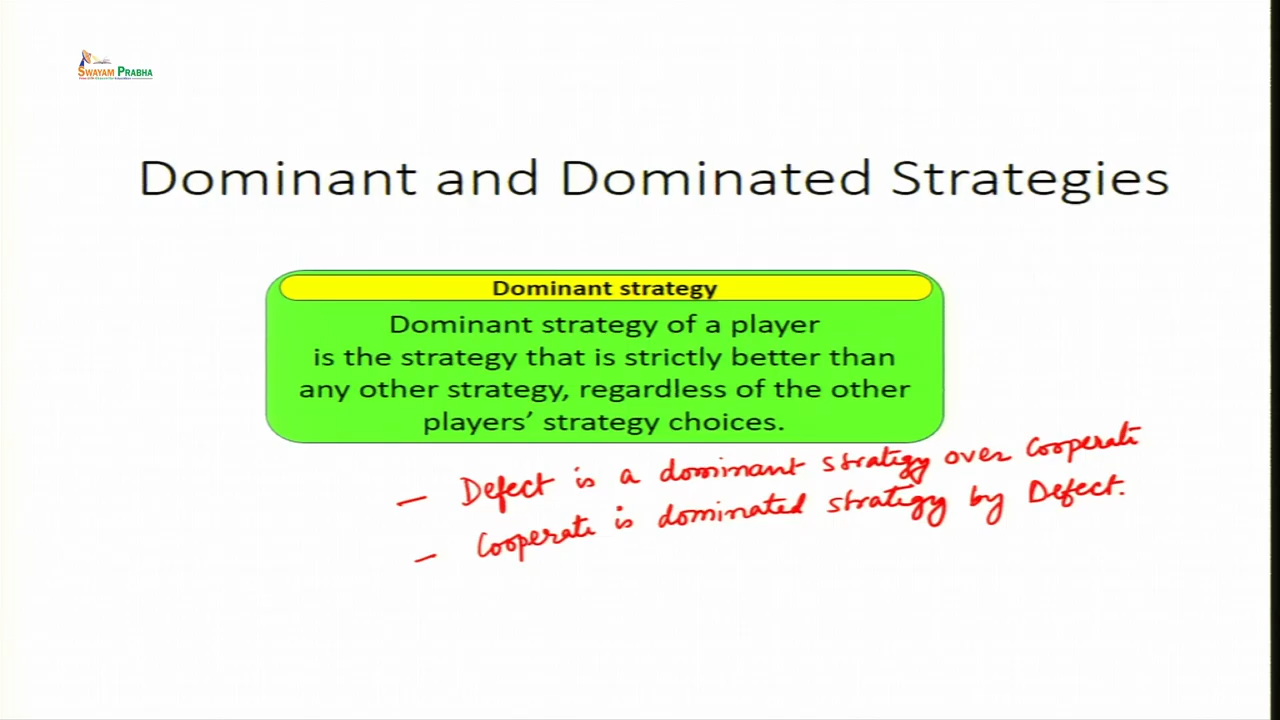 SWAYAM PRABHA
Dominant and Dominated Strategies
Dominant strategy
Dominant strategy of a player
is the strategy that is strictly better than
any other strategy, regardless of the other
players’ strategy choices.
— Defect is a dominant strategy over Cooperate
— Cooperate is dominated strategy by Defect.